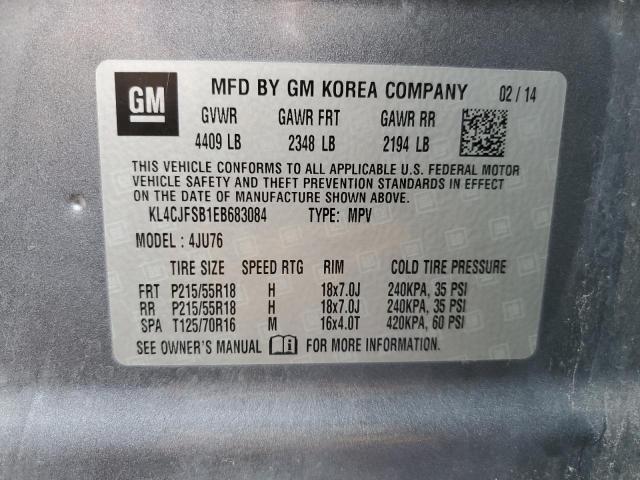 GM MFD BY GM KOREA COMPANY 02 / 14
GVWR GAWR FRT GAWR RR
4409 LB 2348 LB 2194 LB
THIS VEHICLE CONFORMS TO ALL APPLICABLE U.S. FEDERAL MOTOR
VEHICLE SAFETY AND THEFT PREVENTION STANDARDS IN EFFECT
ON THE DATE OF MANUFACTURE SHOWN ABOVE.
KL4CJFSB1EB683084 TYPE: MPV
MODEL : 4JU76
TIRE SIZE SPEED RTG RIM COLD TIRE PRESSURE
FRT P215/55R18 H 18x7.0J 240KPA, 35 PSI
RR P215/55R18 H 18x7.0J 240KPA, 35 PSI
SPA T125/70R16 M 16x4.0T 420KPA, 60 PSI
SEE OWNER'S MANUAL FOR MORE INFORMATION.